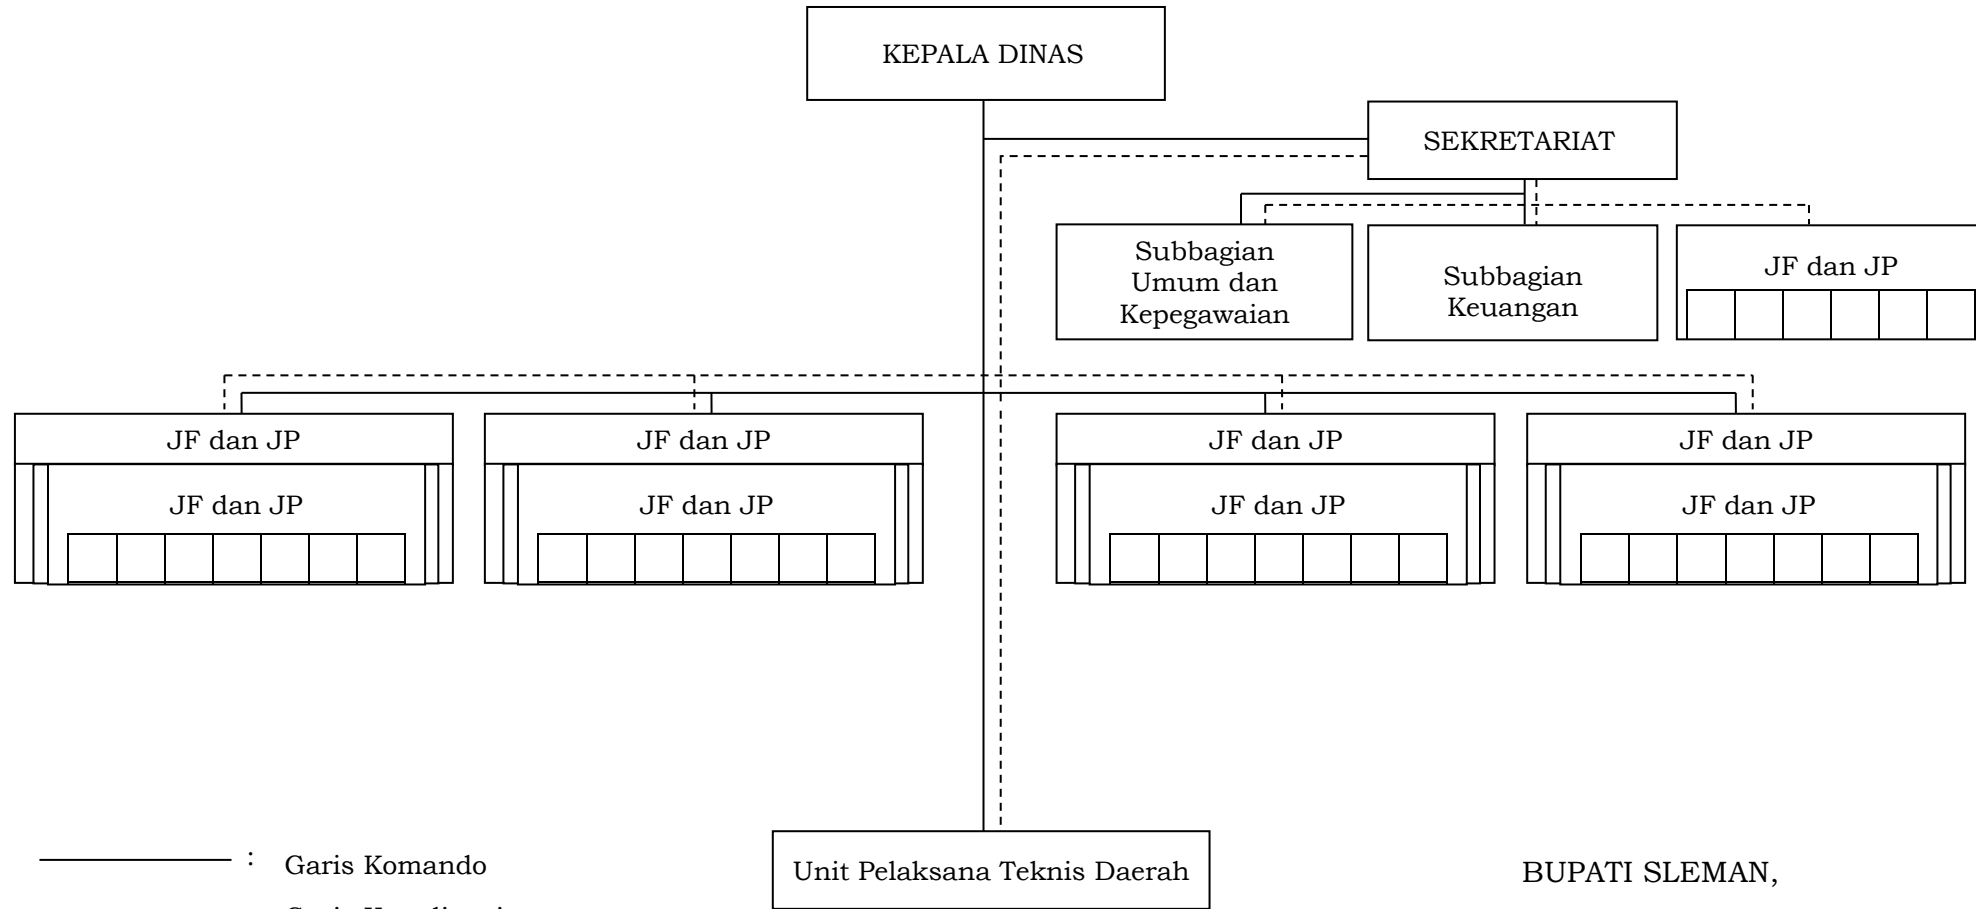 KEPALA DINAS
SEKRETARIAT
Subbagian
Umum dan
Kepegawaian
Subbagian
Keuangan
JF dan JP
JF dan JP
JF dan JP
JF dan JP
JF dan JP
JF dan JP
JF dan JP
JF dan JP
JF dan JP
: Garis Komando
Unit Pelaksana Teknis Daerah
BUPATI SLEMAN,